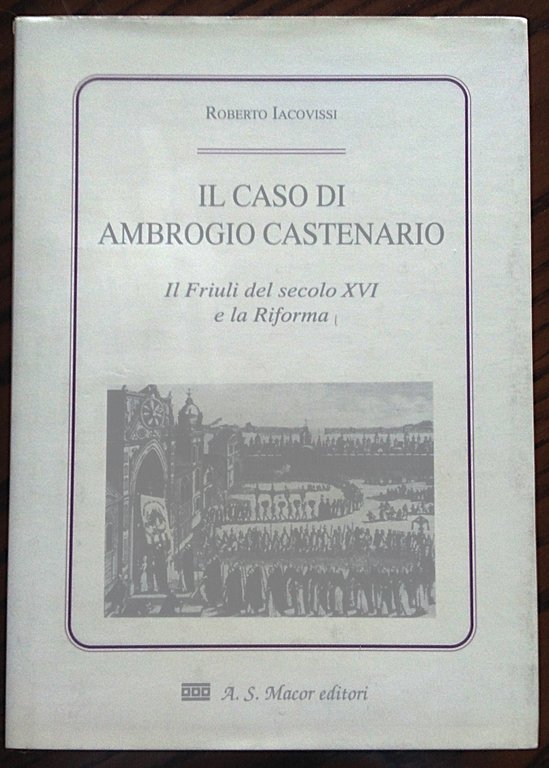 ROBERTO IACOVISSI
IL CASO DI
AMBROGIO CASTENARIO
Il Friuli del secolo XVI
e la Riforma
A. S. Macor editori